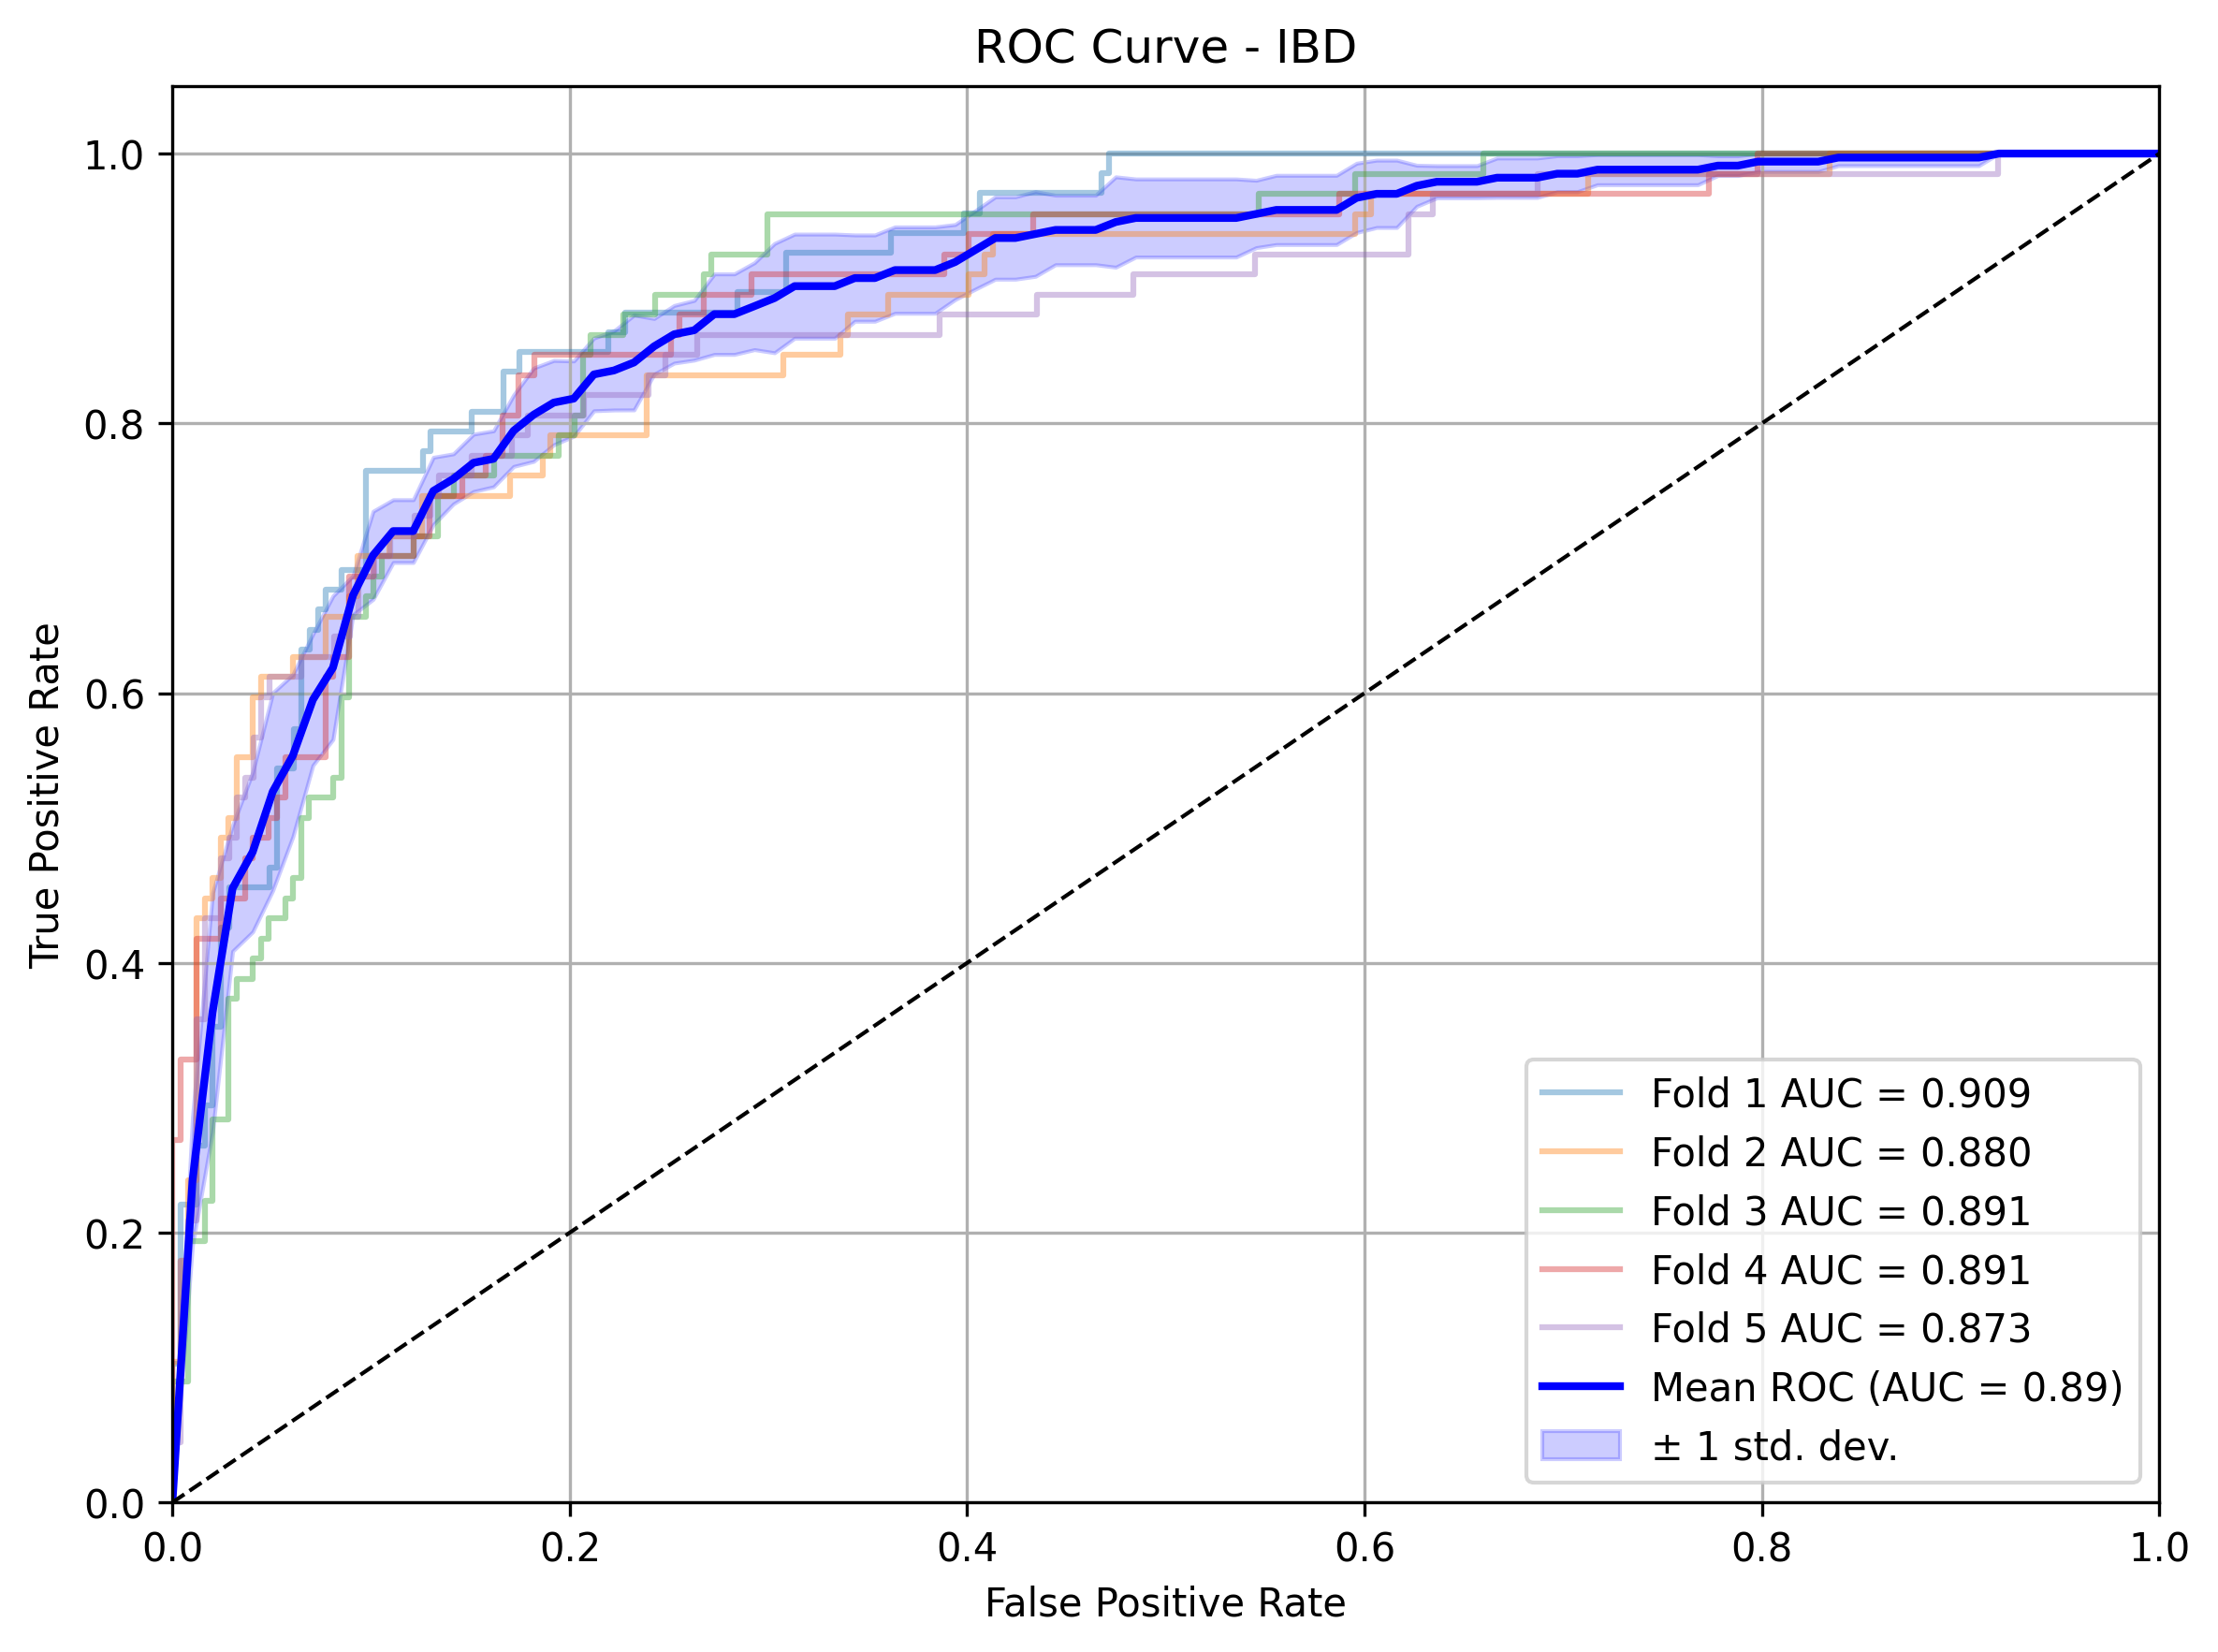 ROC Curve - IBD
True Positive Rate
1.0
0.8
0.6
0.4
0.2
0.0
0.0 0.2 0.4 0.6 0.8 1.0
False Positive Rate
Fold 1 AUC = 0.909
Fold 2 AUC = 0.880
Fold 3 AUC = 0.891
Fold 4 AUC = 0.891
Fold 5 AUC = 0.873
Mean ROC (AUC = 0.89)
± 1 std. dev.